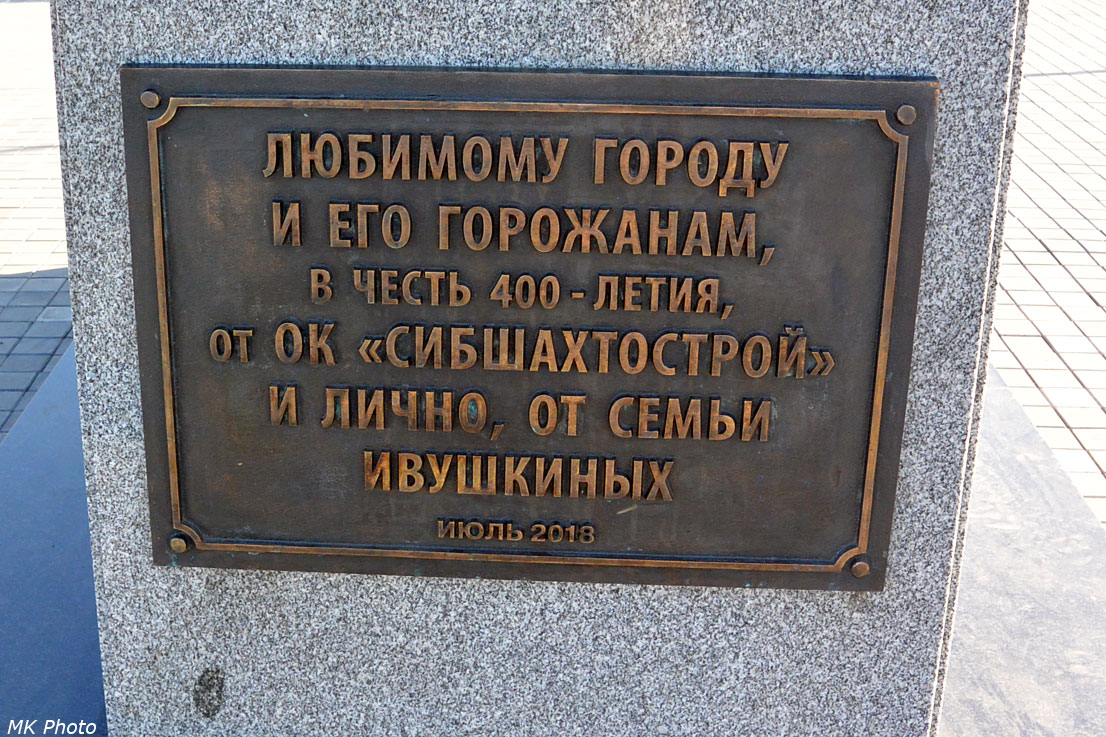 ЛЮБИМОМУ ГОРОДУ
И ЕГО ГОРОЖАНАМ,
В ЧЕСТЬ 400 - ЛЕТИЯ,
ОТ ОК «СИБШАХТОСТРОЙ»
И ЛИЧНО, ОТ СЕМЬИ
ИВУШКИНЫХ
ИЮЛЬ 2018
MK Photo